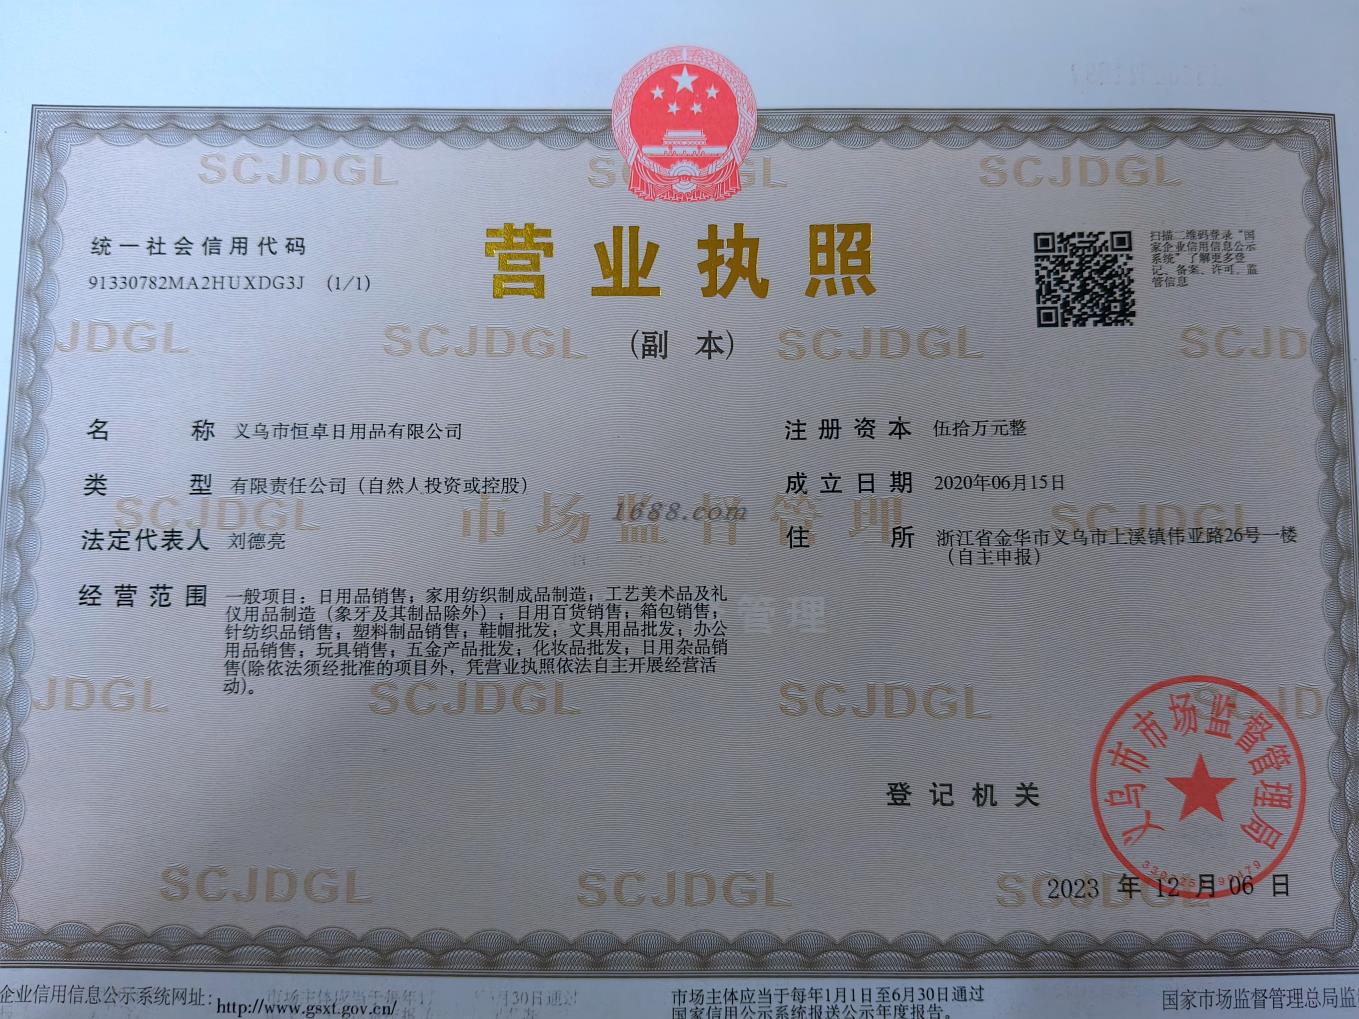 统一社会信用代码
91330782MA2HUXDG3J (1/1)
营业执照
(副 本)
扫描二维码登录“国
家企业信用信息公示
系统”了解更多登
记、备案、许可、监
管信息
名称 义乌市恒卓日用品有限公司
类型 有限责任公司（自然人投资或控股）
法定代表人 刘德亮
经营范围 一般项目：日用品销售；家用纺织制成品制造；工艺美术品及礼
仪用品制造（象牙及其制品除外）；日用百货销售；箱包销售；
针纺织品销售；塑料制品销售；鞋帽批发；文具用品批发；办公
用品销售；玩具销售；五金产品批发；化妆品批发；日用杂品销
售(除依法须经批准的项目外，凭营业执照依法自主开展经营活
动)。
注册资本 伍拾万元整
成立日期 2020年06月15日
住所 浙江省金华市义乌市上溪镇伟亚路26号一楼
（自主申报）
SCJDGL
SCJDGL
JDGL
SCJDGL
SCJDGL
SCJD
SCJDGL
市场监督管理
1688.com
SCJDGL
管理
JDGL
SCJDGL
SCJDGL
SCJDGL
SCJDGL
登记机关
义乌市市场监督管理局
2023 年 12 月 06 日
企业信用信息公示系统网址：
http://www.gsxt.gov.cn/
市场主体应当于每年1月1日至6月30日通过
国家信用公示系统报送公示年度报告。
国家市场监督管理总局监